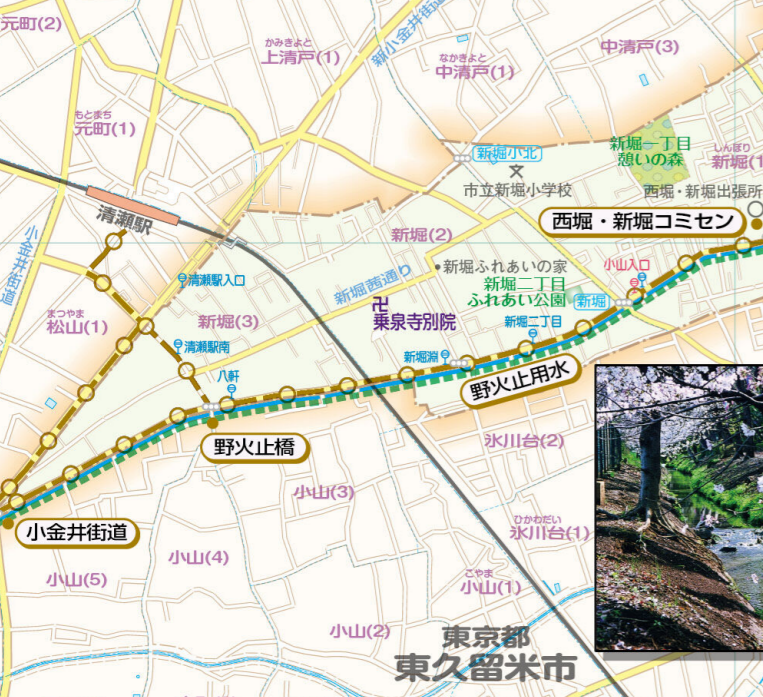 元町(2)
かみきよと
上清戸(1)
新小金井街道
なかきよと
中清戸(1)
中清戸(3)
もとまち
元町(1)
新堀小北
文
市立新堀小学校
新堀一丁目
憩いの森
しんぼり
新堀(1
西堀・新堀出張所
西堀・新堀コミセン
清瀬駅
小金井街道
新堀(2)
新堀ふれあいの家
小山入口
清瀬駅入口
新堀茜通り
新堀二丁目
ふれあい公園
新堀
まつやま
松山(1)
新堀(3)
卍
乗泉寺別院
新堀二丁目
清瀬駅南
新堀淵
八軒
野火止用水
野火止橋
氷川台(2)
小山(3)
小金井街道
ひかわだい
氷川台(1)
小山(4)
小山(5)
こやま
小山(1)
小山(2)
東京都
東久留米市